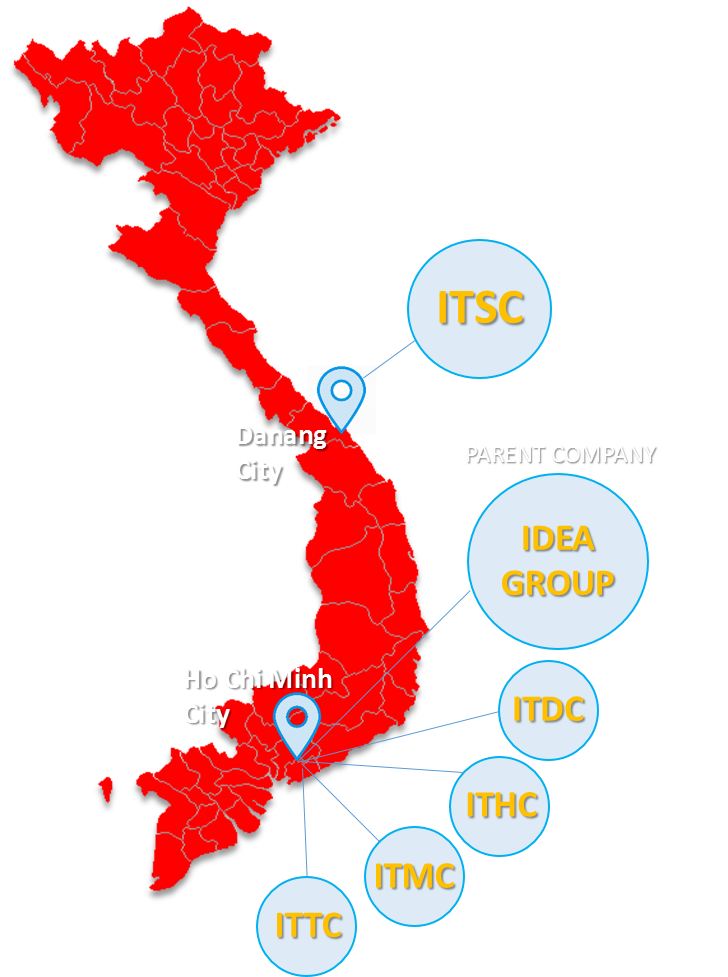 ITSC
Danang
City
PARENT COMPANY
IDEA
GROUP
Ho Chi Minh
City
ITDC
ITHC
ITMC
ITTC